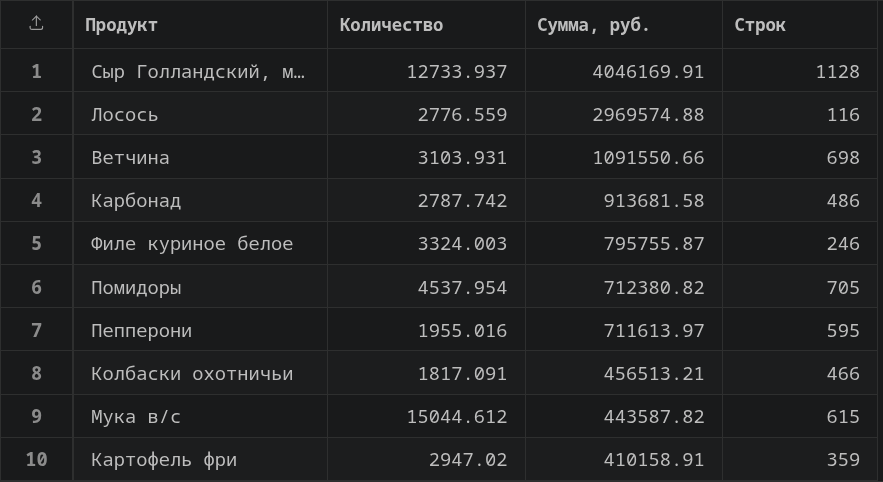 Продукт Количество Сумма, руб. Строк
1 Сыр Голландский, м… 12733.937 4046169.91 1128
2 Лосось 2776.559 2969574.88 116
3 Ветчина 3103.931 1091550.66 698
4 Карбонад 2787.742 913681.58 486
5 Филе куриное белое 3324.003 795755.87 246
6 Помидоры 4537.954 712380.82 705
7 Пепперони 1955.016 711613.97 595
8 Колбаски охотничьи 1817.091 456513.21 466
9 Мука в/с 15044.612 443587.82 615
10 Картофель фри 2947.02 410158.91 359